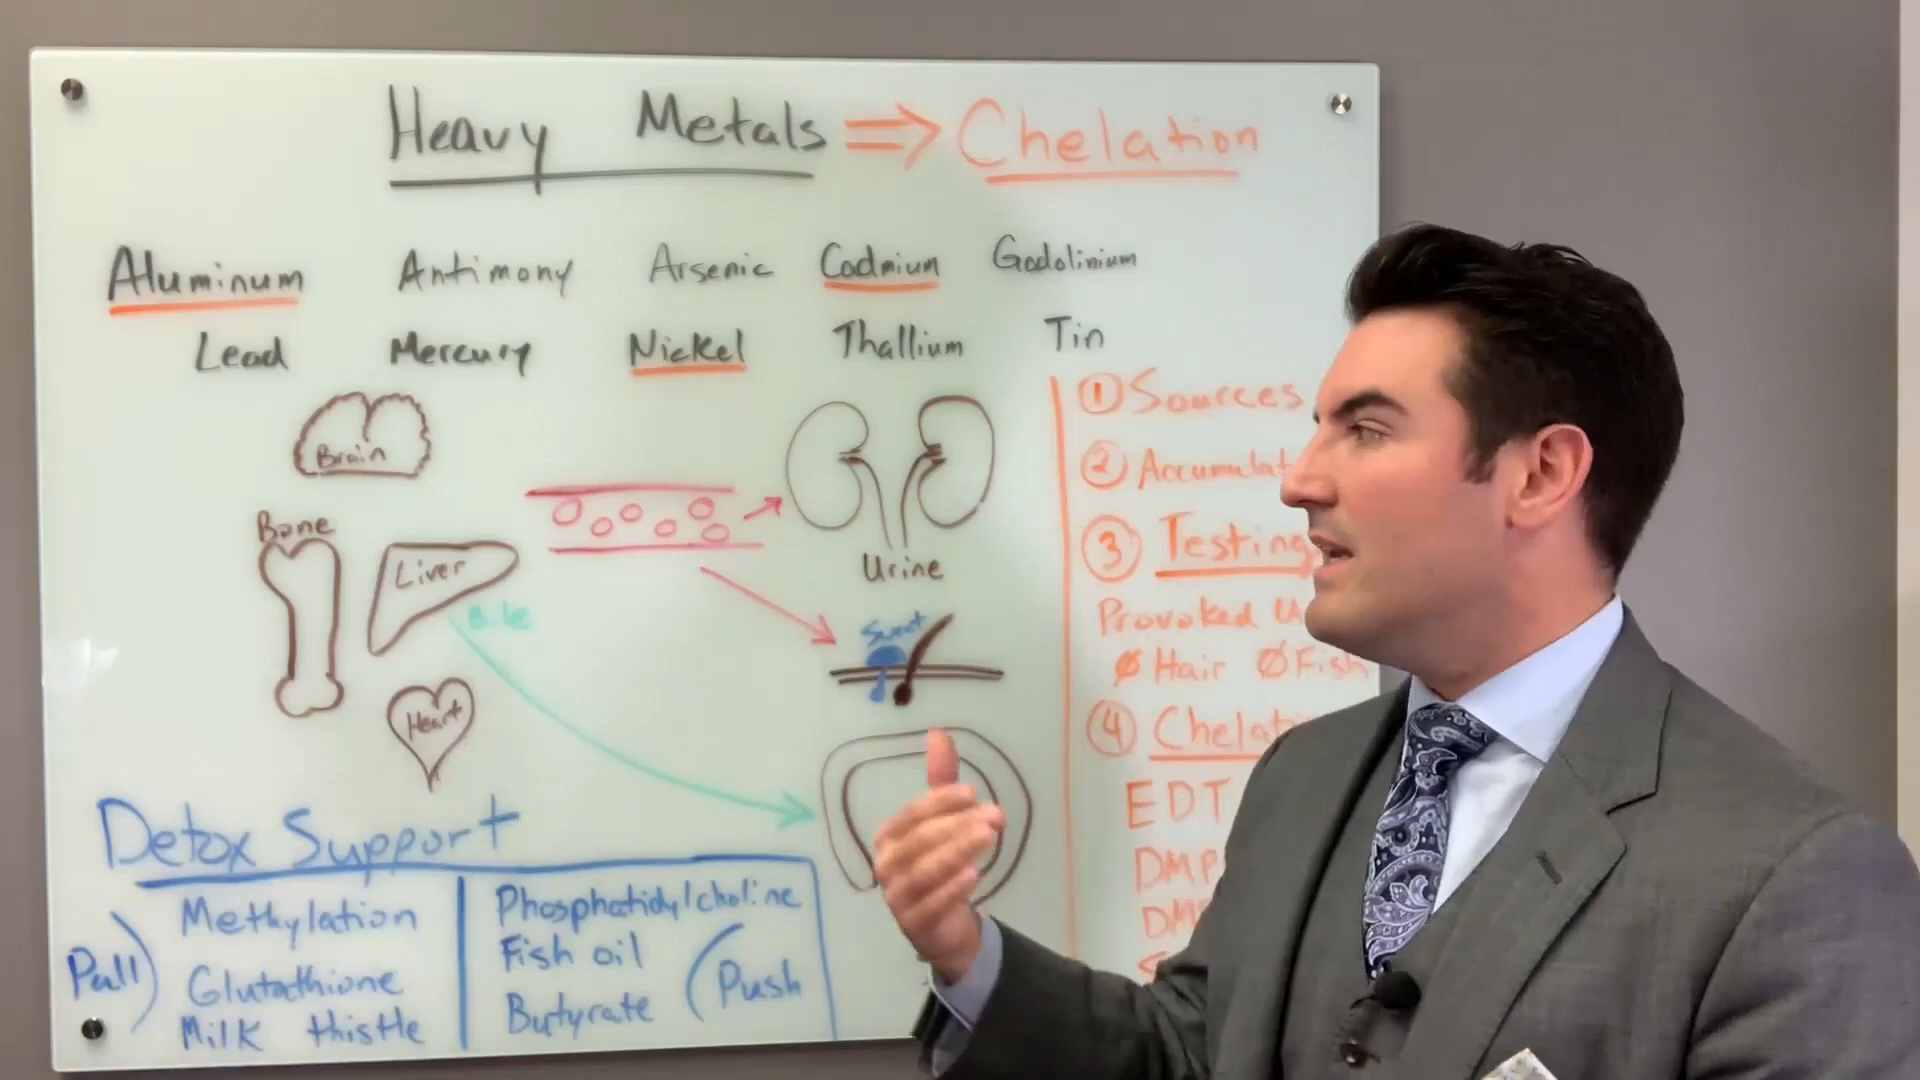 Heavy Metals ⇒ Chelation
Aluminum Antimony Arsenic Cadmium Gadolinium
Lead Mercury Nickel Thallium Tin
Brain
Bone
Liver
Bile
Heart
Urine
Sweat
① Sources
② Accumulat
③ Testing
Provoked U
Ø Hair Ø Fish
④ Chelati
EDT
DMP
DM
S
Detox Support
Pull) Methylation
Glutathione
Milk thistle
Phosphatidylcholine
Fish oil
Butyrate (Push